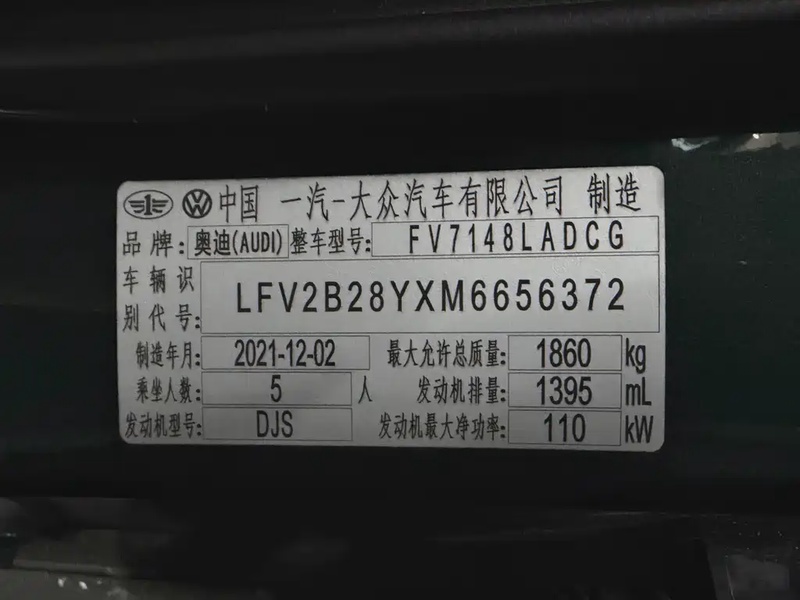 中国 一汽-大众汽车有限公司 制造
品牌: 奥迪(AUDI) 整车型号: FV7148LADCG
车辆识别代号: LFV2B28YXM6656372
制造年月: 2021-12-02 最大允许总质量: 1860 kg
乘坐人数: 5 人 发动机排量: 1395 mL
发动机型号: DJS 发动机最大净功率: 110 kW